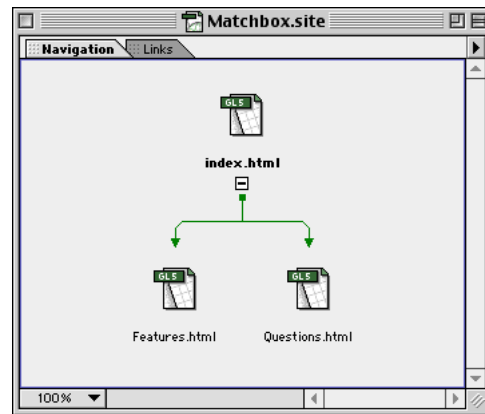 Matchbox.site
Navigation Links
GL5
index.html
GL5 GL5
Features.html Questions.html
100%